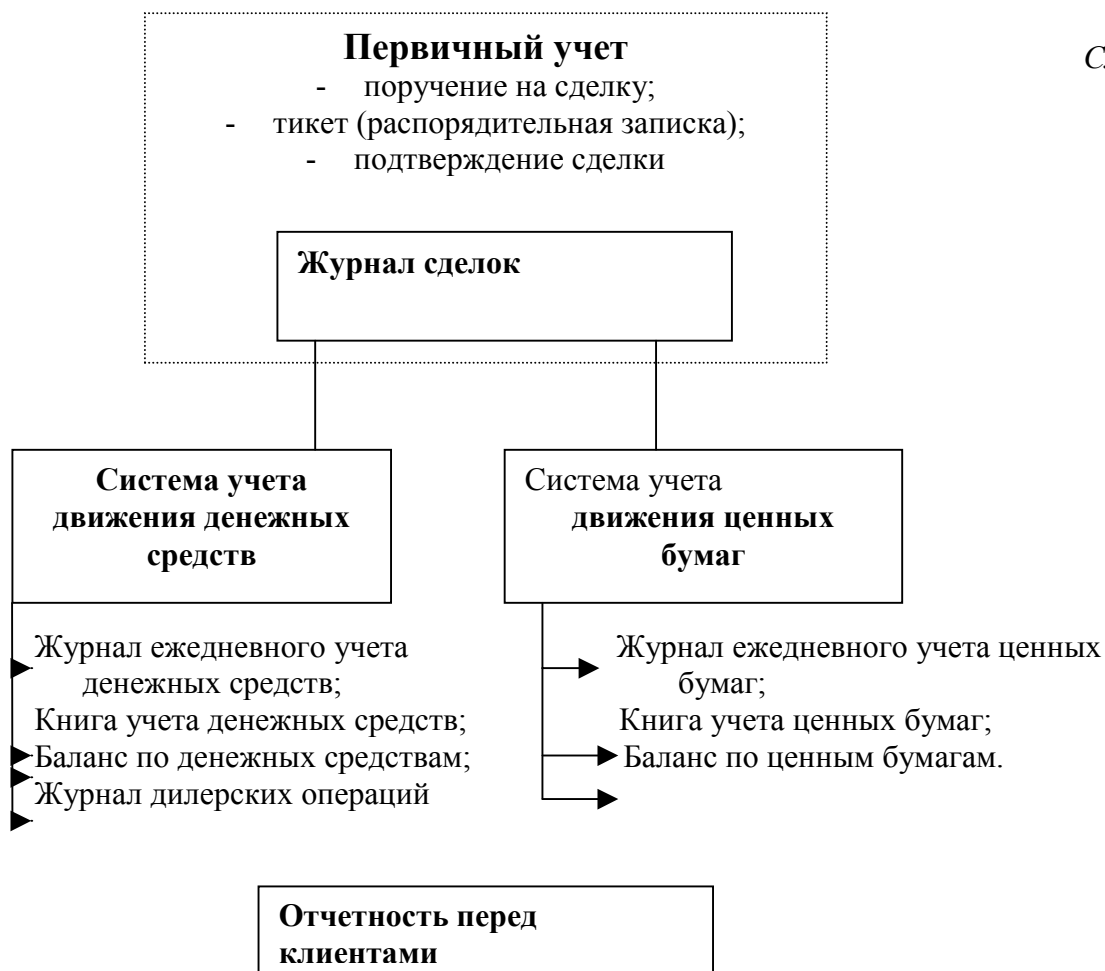 Первичный учет
- поручение на сделку;
- тикет (распорядительная записка);
- подтверждение сделки
Журнал сделок
Система учета
движения денежных
средств
Система учета
движения ценных
бумаг
Журнал ежедневного учета
денежных средств;
Книга учета денежных средств;
Баланс по денежных средствам;
Журнал дилерских операций
Журнал ежедневного учета ценных
бумаг;
Книга учета ценных бумаг;
Баланс по ценным бумагам.
Отчетность перед
клиентами